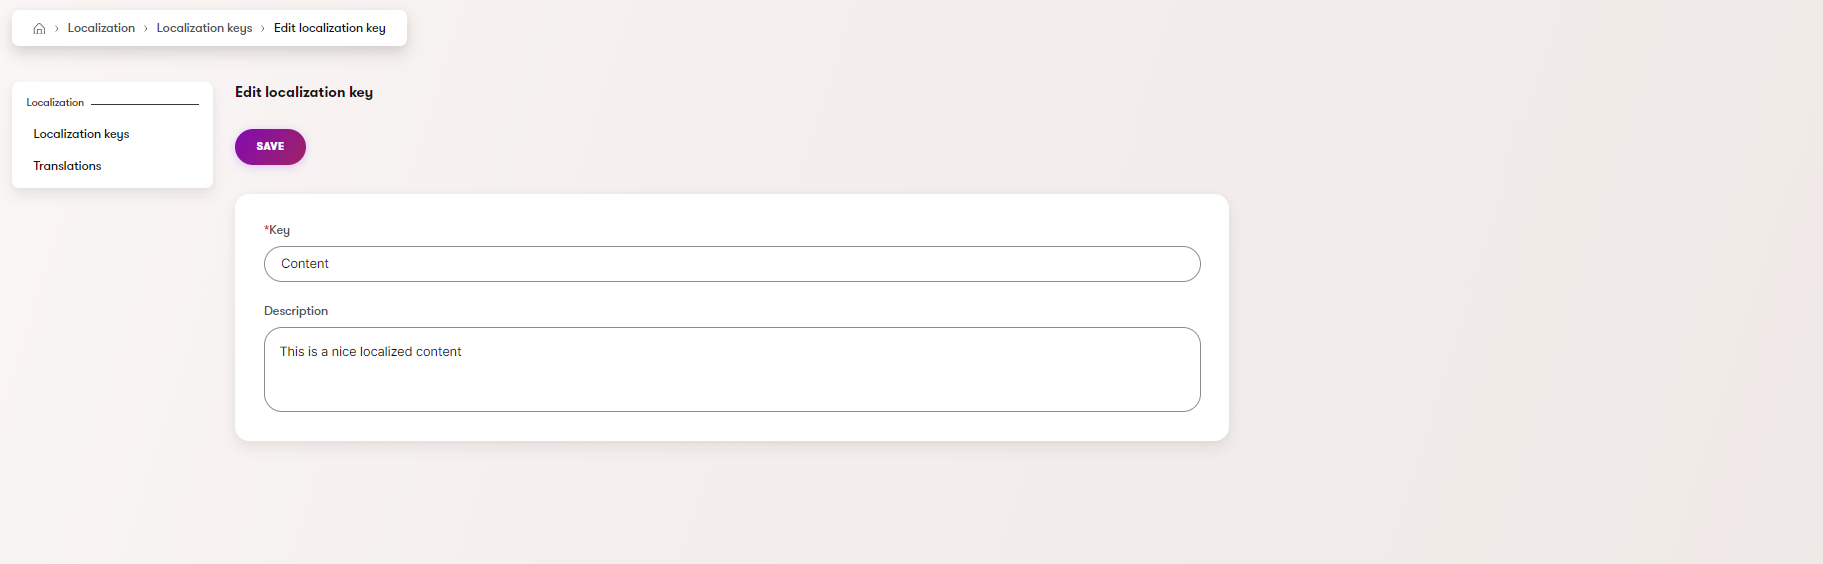 Localization › Localization keys › Edit localization key
Localization
Localization keys
Translations
Edit localization key
SAVE
*Key
Content
Description
This is a nice localized content